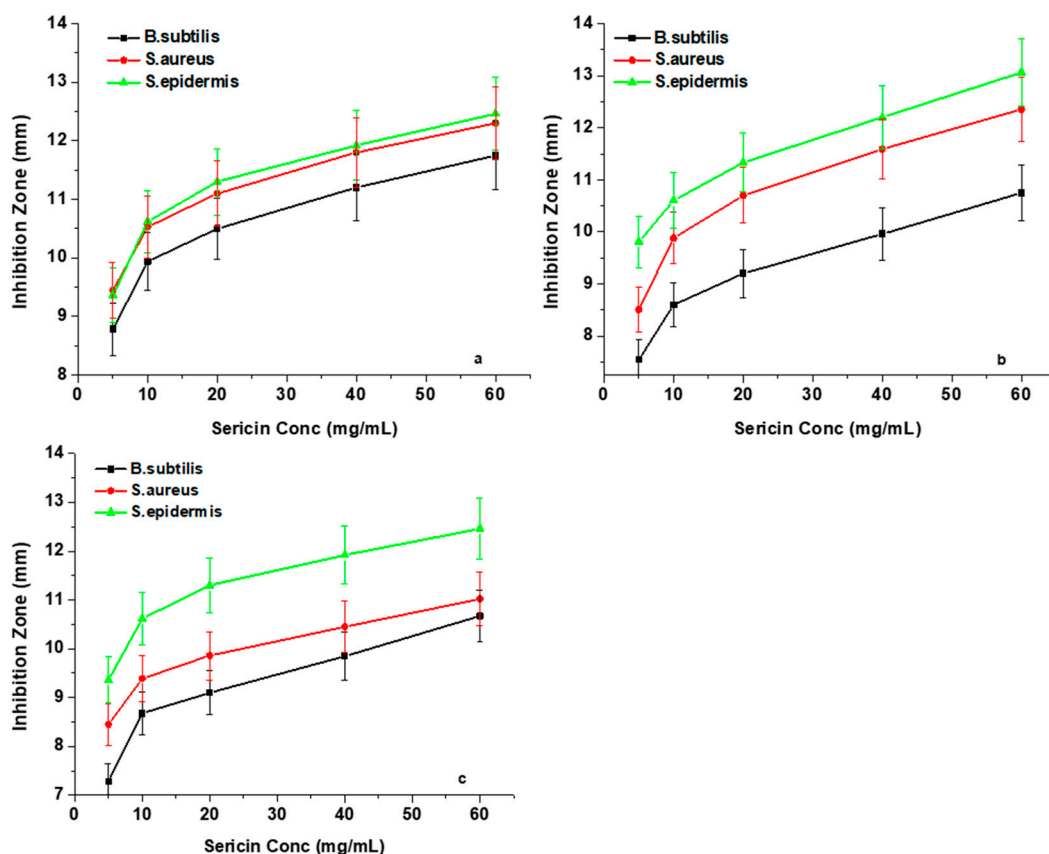 14
13
12
11
10
9
8
Inhibition Zone (mm)
B.subtilis
S.aureus
S.epidermis
a
0 10 20 30 40 50 60
Sericin Conc (mg/mL)
14
13
12
11
10
9
8
Inhibition Zone (mm)
B.subtilis
S.aureus
S.epidermis
b
0 10 20 30 40 50 60
Sericin Conc (mg/mL)
14
13
12
11
10
9
8
7
Inhibition Zone (mm)
B.subtilis
S.aureus
S.epidermis
c
0 10 20 30 40 50 60
Sericin Conc (mg/mL)